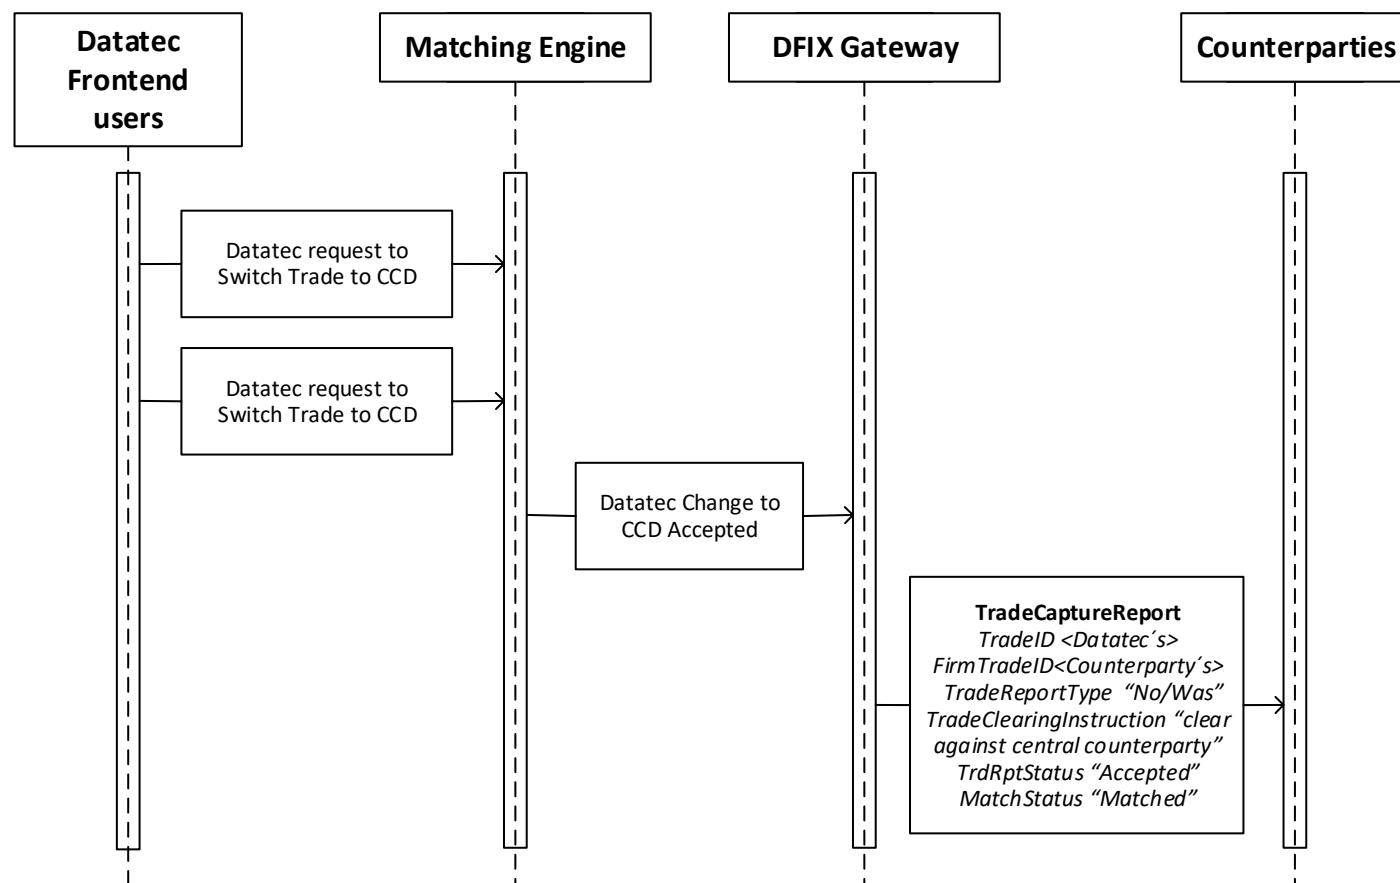 Datatec
Frontend
users
Matching Engine
DFIX Gateway
Counterparties
Datatec request to
Switch Trade to CCD
Datatec request to
Switch Trade to CCD
Datatec Change to
CCD Accepted
TradeCaptureReport
TradeID <Datatec´s>
FirmTradeID<Counterparty´s>
TradeReportType “No/Was”
TradeClearingInstruction “clear
against central counterparty”
TrdRptStatus “Accepted”
MatchStatus “Matched”